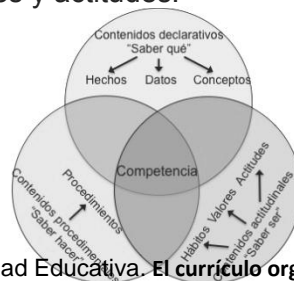 s y actitudes.
Contenidos declarativos
"Saber qué"
Hechos Datos Conceptos
Competencia
Procedimientos
Contenidos procedimentales
"Saber hacer"
Hábitos Valores Actitudes
Contenidos actitudinales
"Saber ser"
ad Educativa. El currículo org